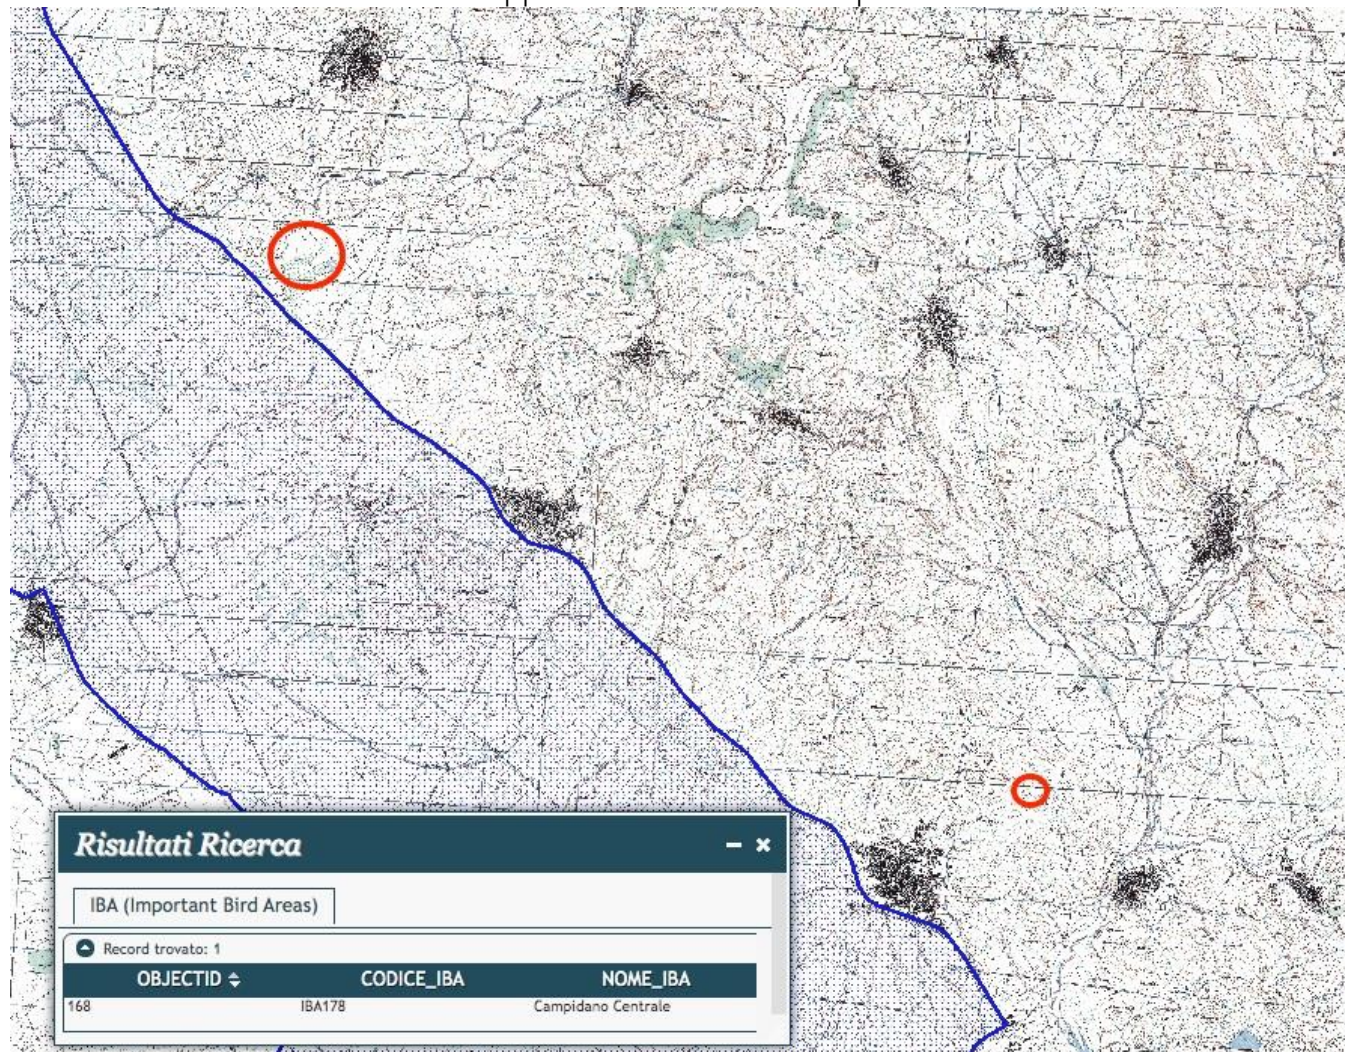 Risultati Ricerca
IBA (Important Bird Areas)
Record trovato: 1
OBJECTID CODICE_IBA NOME_IBA
168 IBA178 Campidano Centrale